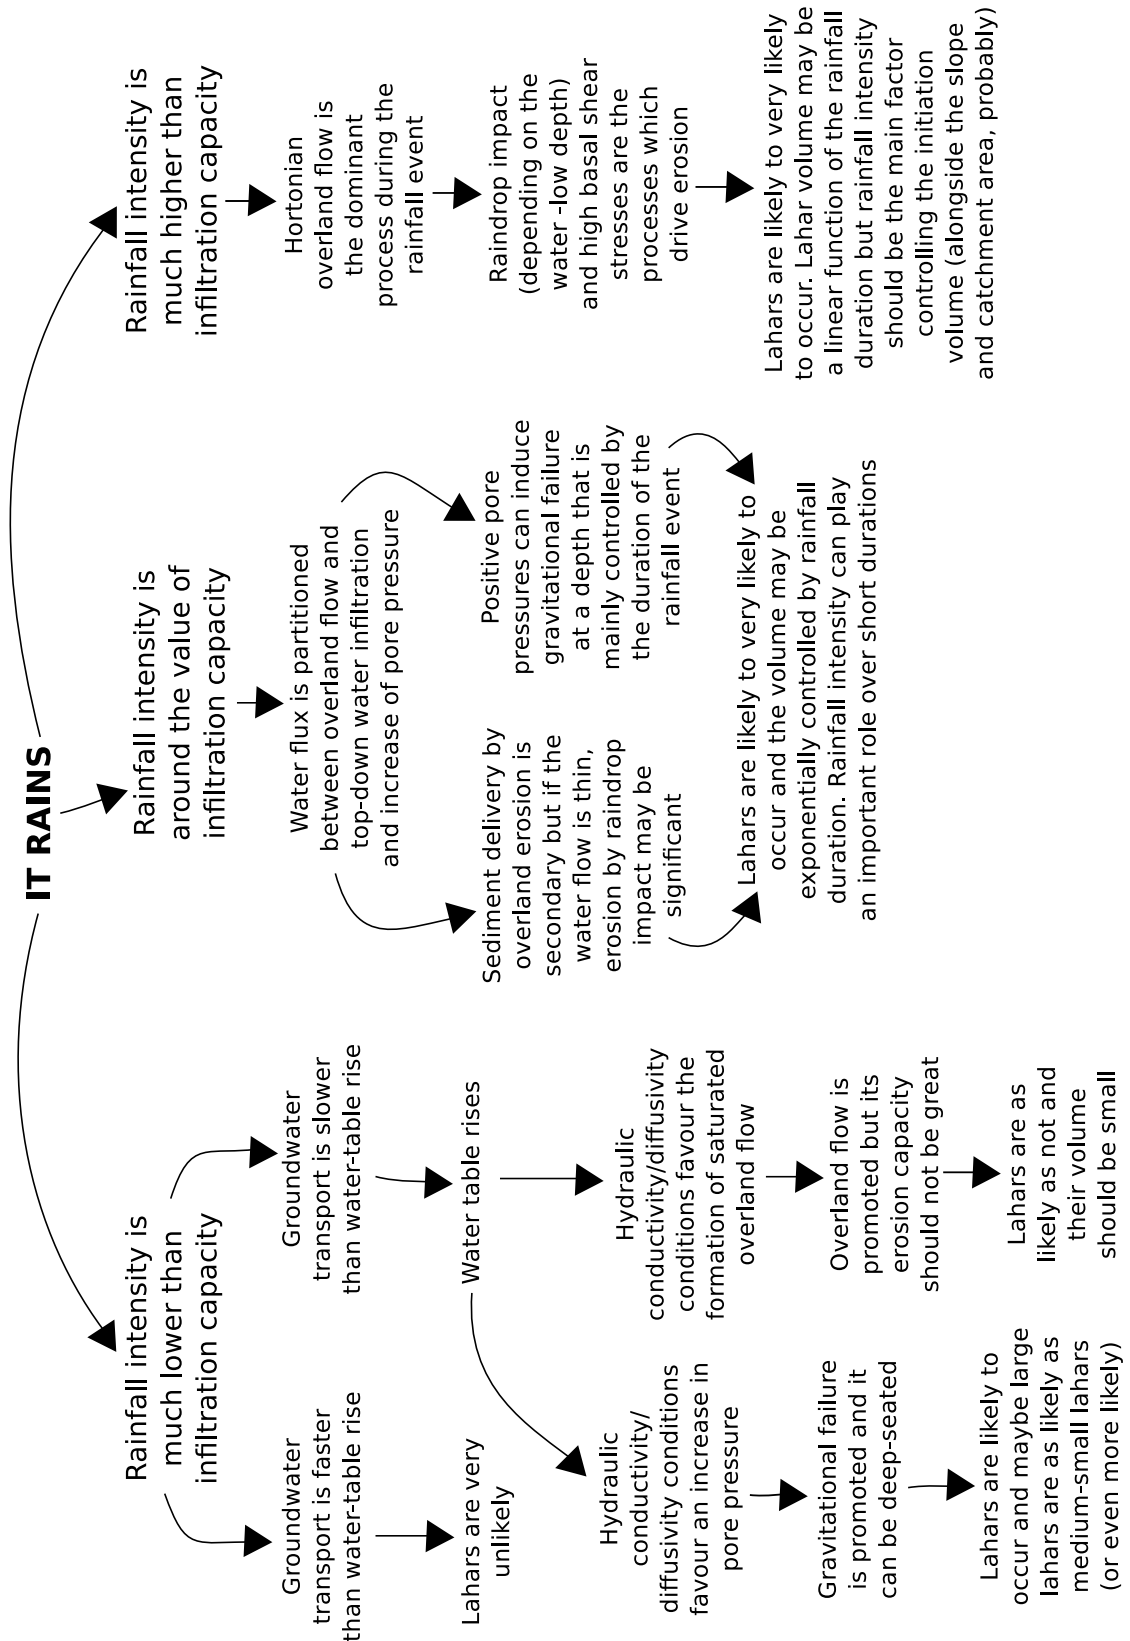 IT RAINS
Rainfall intensity is
much lower than
infiltration capacity
Groundwater
transport is faster
than water-table rise
Lahars are very
unlikely
Groundwater
transport is slower
than water-table rise
Water table rises
Hydraulic
conductivity/
diffusivity conditions
favour an increase in
pore pressure
Gravitational failure
is promoted and it
can be deep-seated
Lahars are likely to
occur and maybe large
lahars are as likely as
medium-small lahars
(or even more likely)
Hydraulic
conductivity/diffusivity
conditions favour the
formation of saturated
overland flow
Overland flow is
promoted but its
erosion capacity
should not be great
Lahars are as
likely as not and
their volume
should be small
Rainfall intensity is
around the value of
infiltration capacity
Water flux is partitioned
between overland flow and
top-down water infiltration
and increase of pore pressure
Sediment delivery by
overland erosion is
secondary but if the
water flow is thin,
erosion by raindrop
impact may be
significant
Positive pore
pressures can induce
gravitational failure
at a depth that is
mainly controlled by
the duration of the
rainfall event
Lahars are likely to very likely to
occur and the volume may be
exponentially controlled by rainfall
duration. Rainfall intensity can play
an important role over short durations
Rainfall intensity is
much higher than
infiltration capacity
Hortonian
overland flow is
the dominant
process during the
rainfall event
Raindrop impact
(depending on the
water -low depth)
and high basal shear
stresses are the
processes which
drive erosion
Lahars are likely to very likely
to occur. Lahar volume may be
a linear function of the rainfall
duration but rainfall intensity
should be the main factor
controlling the initiation
volume (alongside the slope
and catchment area, probably)